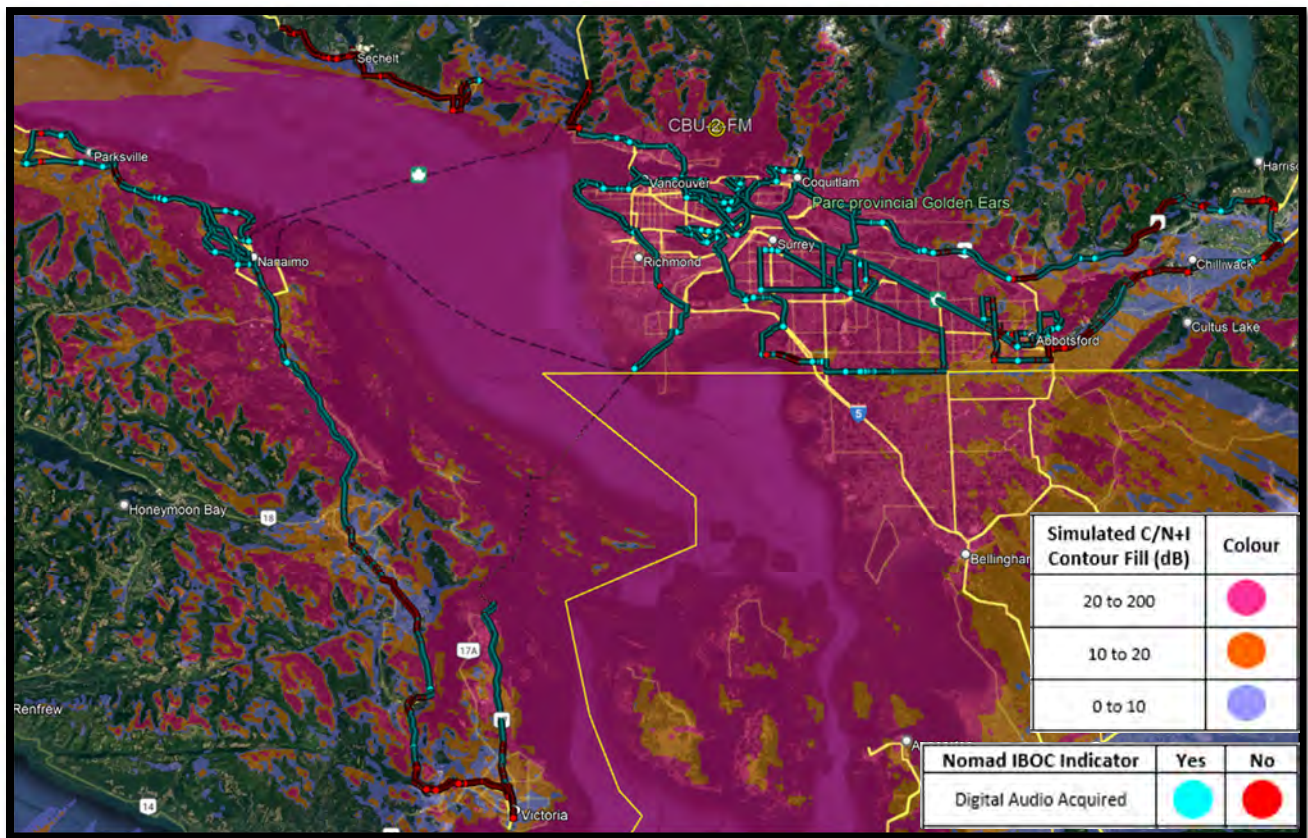 Sechelt
CBU-2-FM
Parksville
Vancouver
Coquitlam
Parc provincial Golden Ears
Surrey
Richmond
Nanaimo
Chilliwack
Cultus Lake
Abbotsford
5
Honeymoon Bay
18
Bellingham
17A
Renfrew
14
Victoria
Simulated C/N+I
Contour Fill (dB)
Colour
20 to 200
10 to 20
0 to 10
Nomad IBOC Indicator
Yes
No
Digital Audio Acquired